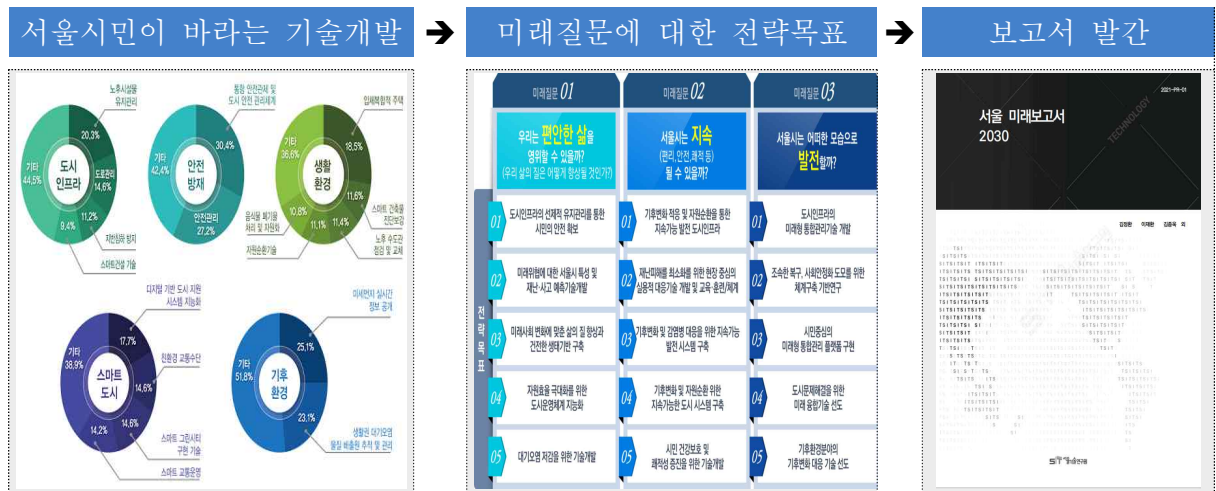 서울시민이 바라는 기술개발
➔
미래질문에 대한 전략목표
➔
보고서 발간
노후시설물
유지관리
20,3%
도로관리
14,6%
11,2%
지반침하 방지
9,4%
스마트건설 기술
기타
44,5%
도시
인프라
통합 안전관제 및
도시 안전 관리체계
30,4%
안전관리
27,2%
기타
42,4%
안전
방재
입체복합적 주택
18,5%
11,6%
스마트 건축물
진단보강
11,4%
노후 수도관
점검 및 교체
11,1%
자원순환기술
10,8%
음식물 폐기물
처리 및 자원화
기타
36,6%
생활
환경
디지털 기반 도시 지원
시스템 지능화
17,7%
친환경 교통수단
14,6%
14,6%
스마트 그린시티
구현 기술
14,2%
스마트 교통운영
기타
38,9%
스마트
도시
미세먼지 실시간
정보 공개
25,1%
23,1%
생활권 대기오염
물질 배출원 추적 및 관리
기타
51,8%
기후
환경
미래질문 01
미래질문 02
미래질문 03
우리는 편안한 삶을
영위할 수 있을까?
(우리 삶의 질은 어떻게 향상될 것인가?)
서울시는 지속
(편리,안전,쾌적 등)
될 수 있을까?
서울시는 어떠한 모습으로
발전할까?
전략목표
01
도시인프라의 선제적 유지관리를 통한
시민의 안전 확보
01
기후변화 적응 및 자원순환을 통한
지속가능 발전 도시인프라
01
도시인프라의
미래형 통합관리기술 개발
02
미래위험에 대한 서울시 특성 및
재난·사고 예측기술개발
02
재난피해를 최소화를 위한 현장 중심의
실용적 대응기술 개발 및 교육·훈련/체계
02
조속한 복구, 사회안정화 도모를 위한
체계구축 기반연구
03
미래사회 변화에 맞춘 삶의 질 향상과
건전한 생태기반 구축
03
기후변화 및 감염병 대응을 위한 지속가능
발전 시스템 구축
03
시민중심의
미래형 통합관리 플랫폼 구현
04
자원효율 극대화를 위한
도시운영체계 지능화
04
기후변화 및 자원순환 위한
지속가능한 도시 시스템 구축
04
도시문제해결을 위한
미래 융합기술 선도
05
대기오염 저감을 위한 기술개발
05
시민 건강보호 및
쾌적성 증진을 위한 기술개발
05
기후환경분야의
기후변화 대응 기술 선도
2021-PR-01
서울 미래보고서
2030
TECHNOLOGY